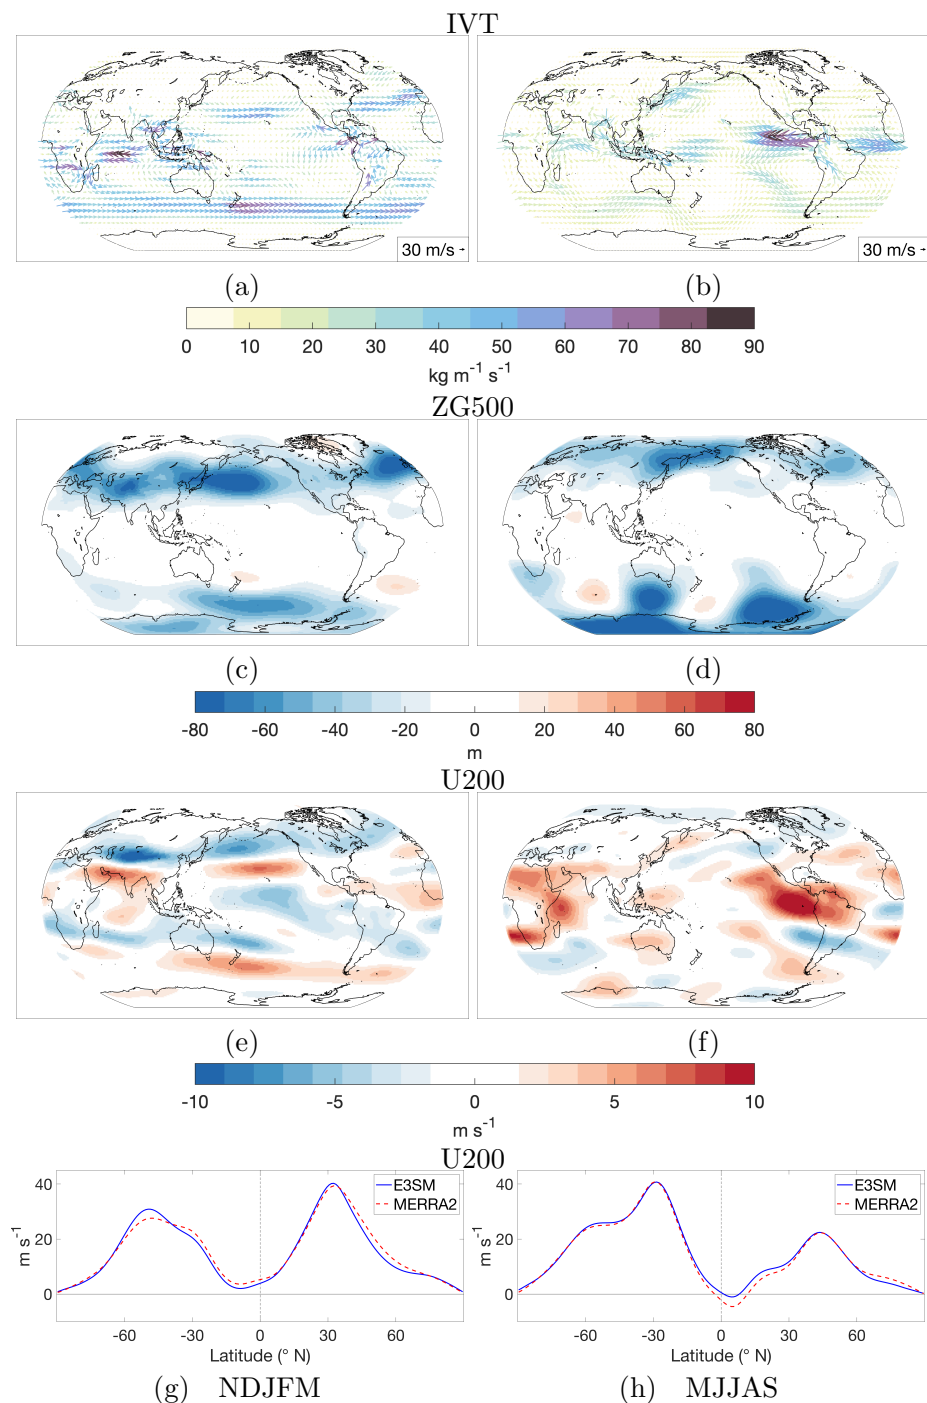 IVT
30 m/s
30 m/s
(a) (b)
0 10 20 30 40 50 60 70 80 90
kg m⁻¹ s⁻¹
ZG500
(c) (d)
-80 -60 -40 -20 0 20 40 60 80
m
U200
(e) (f)
-10 -5 0 5 10
m s⁻¹
U200
40 20 0
m s⁻¹
E3SM
MERRA2
-60 -30 0 30 60
Latitude (° N)
40 20 0
m s⁻¹
E3SM
MERRA2
-60 -30 0 30 60
Latitude (° N)
(g) NDJFM (h) MJJAS